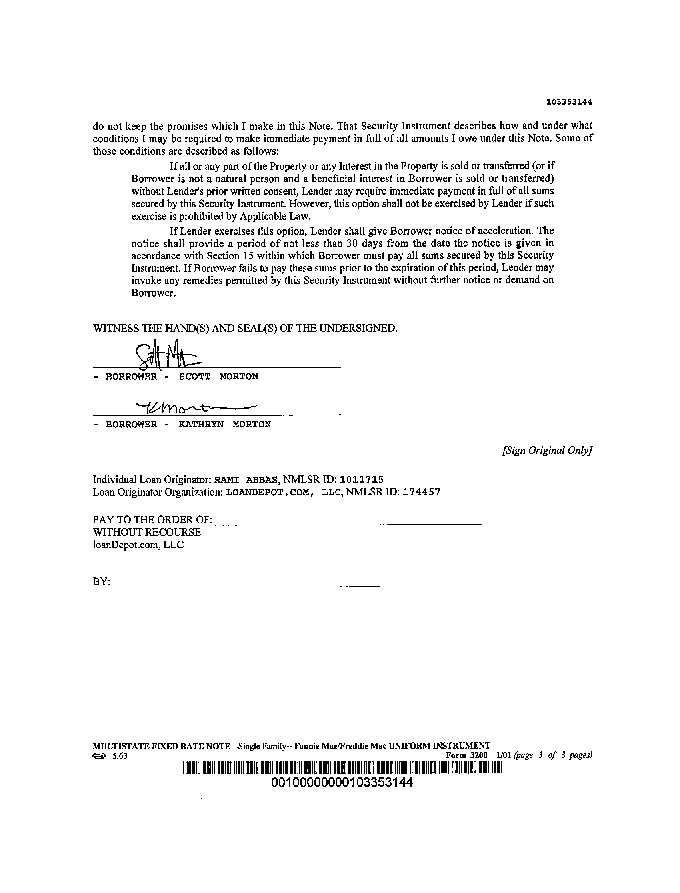 103353144
do not keep the promises which I make in this Note. That Security Instrument describes how and under what
conditions I may be required to make immediate payment in full of all amounts I owe under this Note. Some of
those conditions are described as follows:
If all or any part of the Property or any Interest in the Property is sold or transferred (or if
Borrower is not a natural person and a beneficial interest in Borrower is sold or transferred)
without Lender's prior written consent, Lender may require immediate payment in full of all sums
secured by this Security Instrument. However, this option shall not be exercised by Lender if such
exercise is prohibited by Applicable Law.
If Lender exercises this option, Lender shall give Borrower notice of acceleration. The
notice shall provide a period of not less than 30 days from the date the notice is given in
accordance with Section 15 within which Borrower must pay all sums secured by this Security
Instrument. If Borrower fails to pay these sums prior to the expiration of this period, Lender may
invoke any remedies permitted by this Security Instrument without further notice or demand on
Borrower.
WITNESS THE HAND(S) AND SEAL(S) OF THE UNDERSIGNED.
- BORROWER - SCOTT MORTON
K Morton
- BORROWER - KATHRYN MORTON
[Sign Original Only]
Individual Loan Originator: RAMI ABBAS, NMLSR ID: 1011715
Loan Originator Organization: LOANDEPOT.COM, LLC, NMLSR ID: 174457
PAY TO THE ORDER OF:
WITHOUT RECOURSE
loanDepot.com, LLC
BY:
MULTISTATE FIXED RATE NOTE Single Family-- Fannie Mae/Freddie Mac UNIFORM INSTRUMENT
5.63 Form 3200 1/01 (page 3 of 3 pages)
00100000000103353144